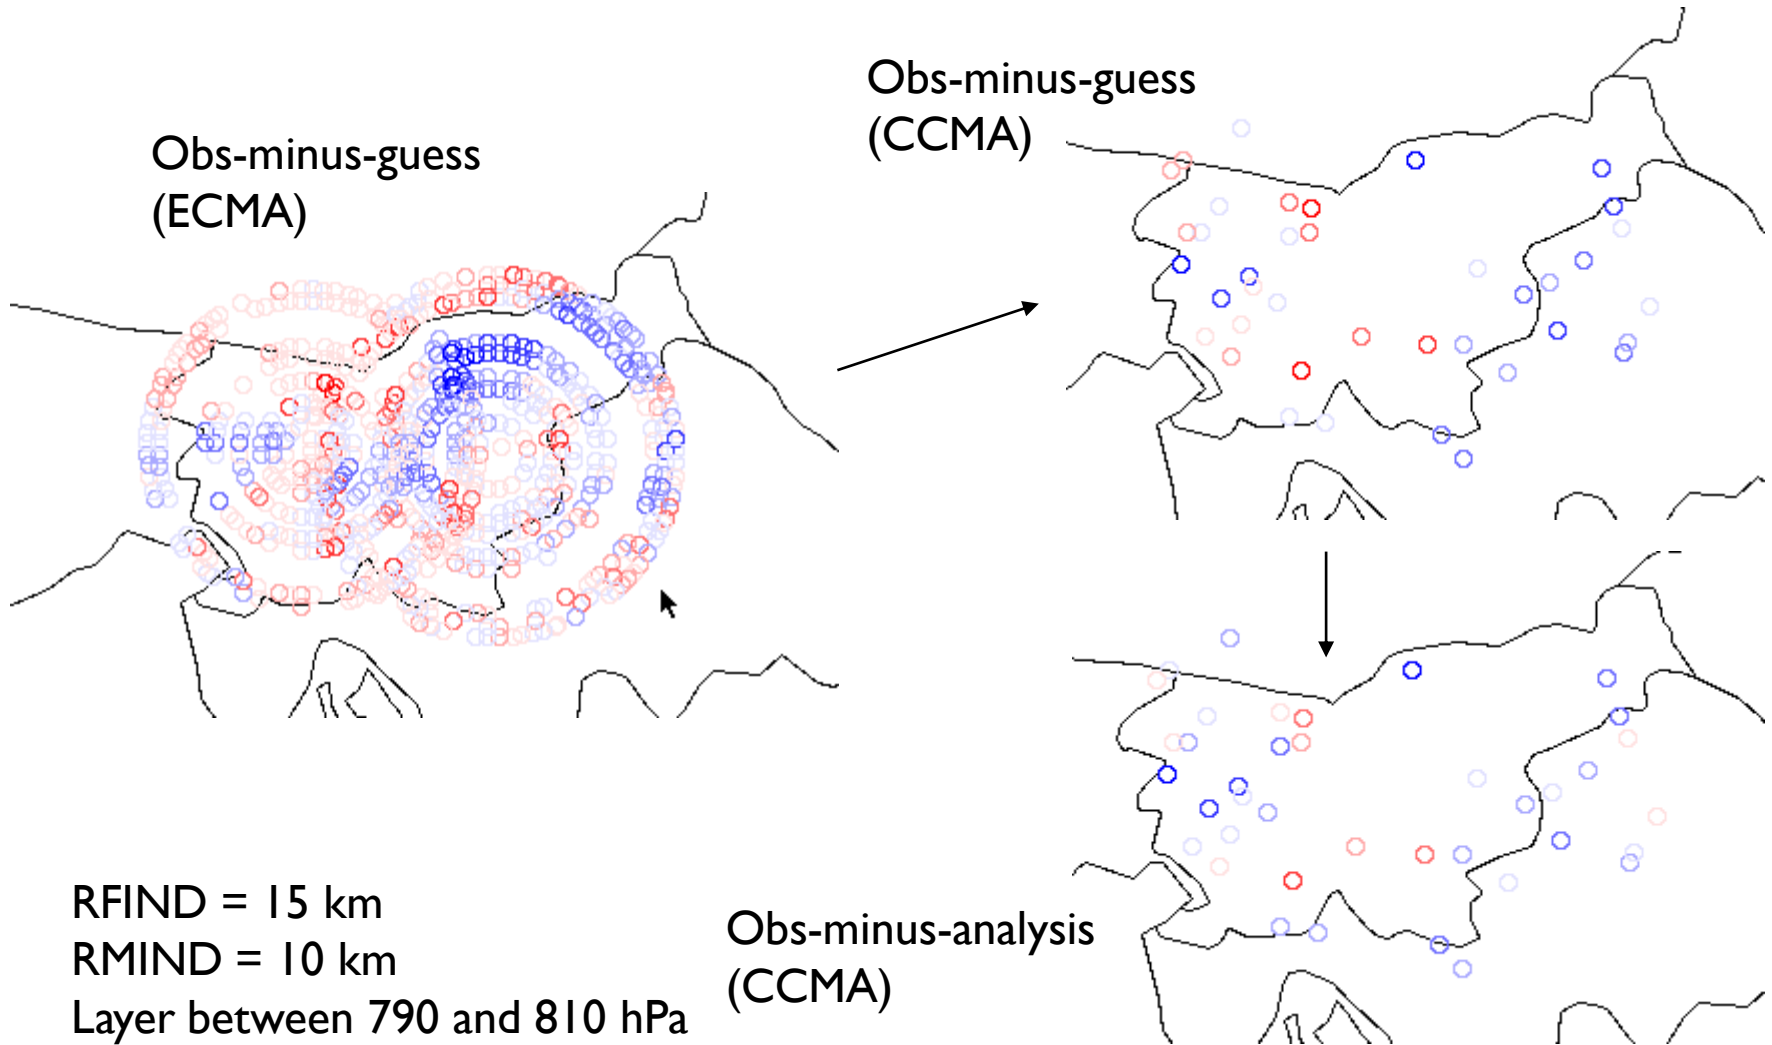 Obs-minus-guess
(ECMA)
Obs-minus-guess
(CCMA)
Obs-minus-analysis
(CCMA)
RFIND = 15 km
RMIND = 10 km
Layer between 790 and 810 hPa